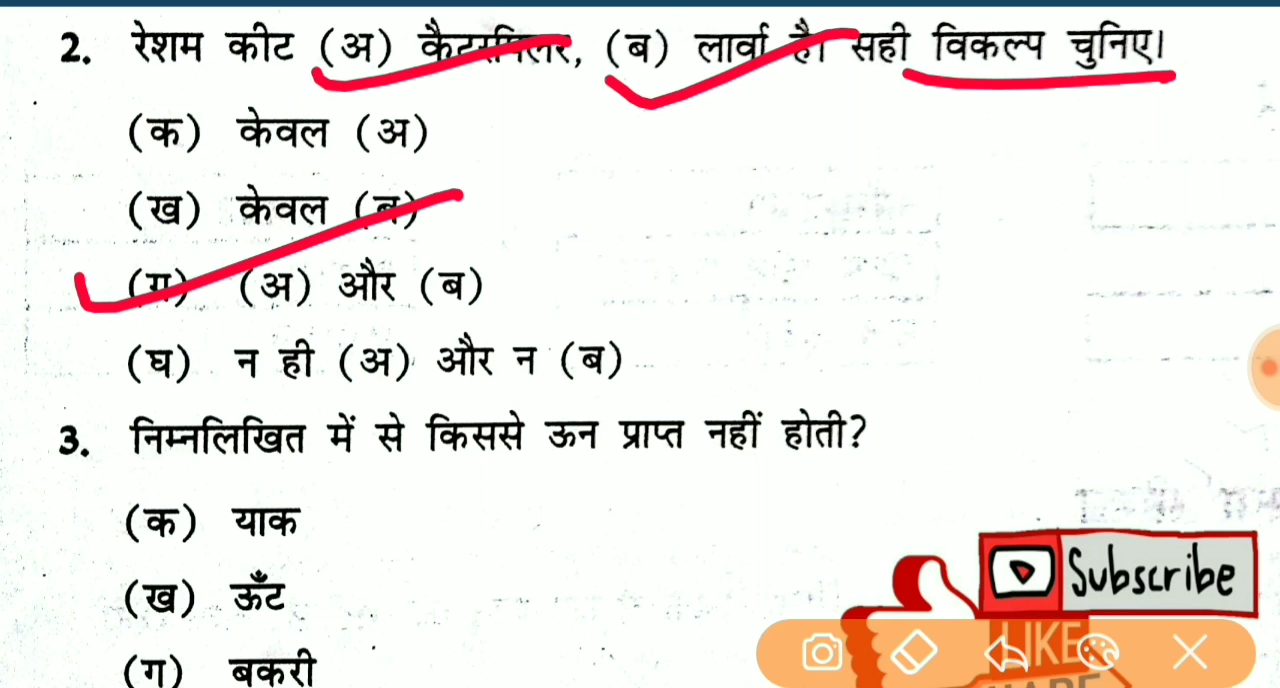 2. रेशम कीट (अ) कैटरपिलर, (ब) लार्वा है। सही विकल्प चुनिए।
(क) केवल (अ)
(ख) केवल (ब)
(ग) (अ) और (ब)
(घ) न ही (अ) और न (ब)
3. निम्नलिखित में से किससे ऊन प्राप्त नहीं होती?
(क) याक
(ख) ऊँट
(ग) बकरी
Subscribe
LIKE